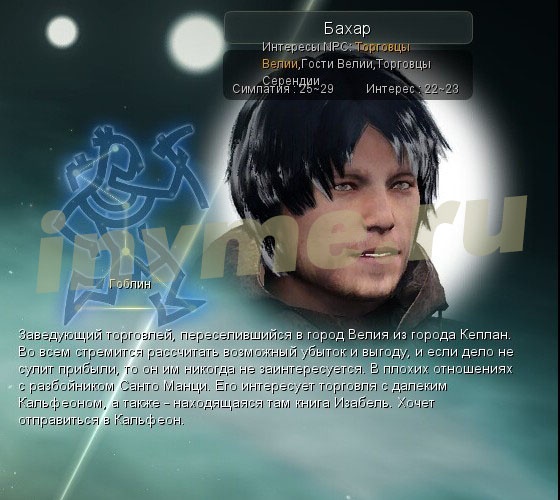 Бахар
Интересы NPC: Торговцы
Велии,Гости Велии,Торговцы
Серендии
Симпатия : 25~29 Интерес : 22~23
inyme.ru
Гоблин
Заведующий торговлей, переселившийся в город Велия из города Кеплан.
Во всем стремится рассчитать возможный убыток и выгоду, и если дело не
сулит прибыли, то он им никогда не заинтересуется. В плохих отношениях
с разбойником Санто Манци. Его интересует торговля с далеким
Кальфеоном, а также - находящаяся там книга Изабель. Хочет
отправиться в Кальфеон.